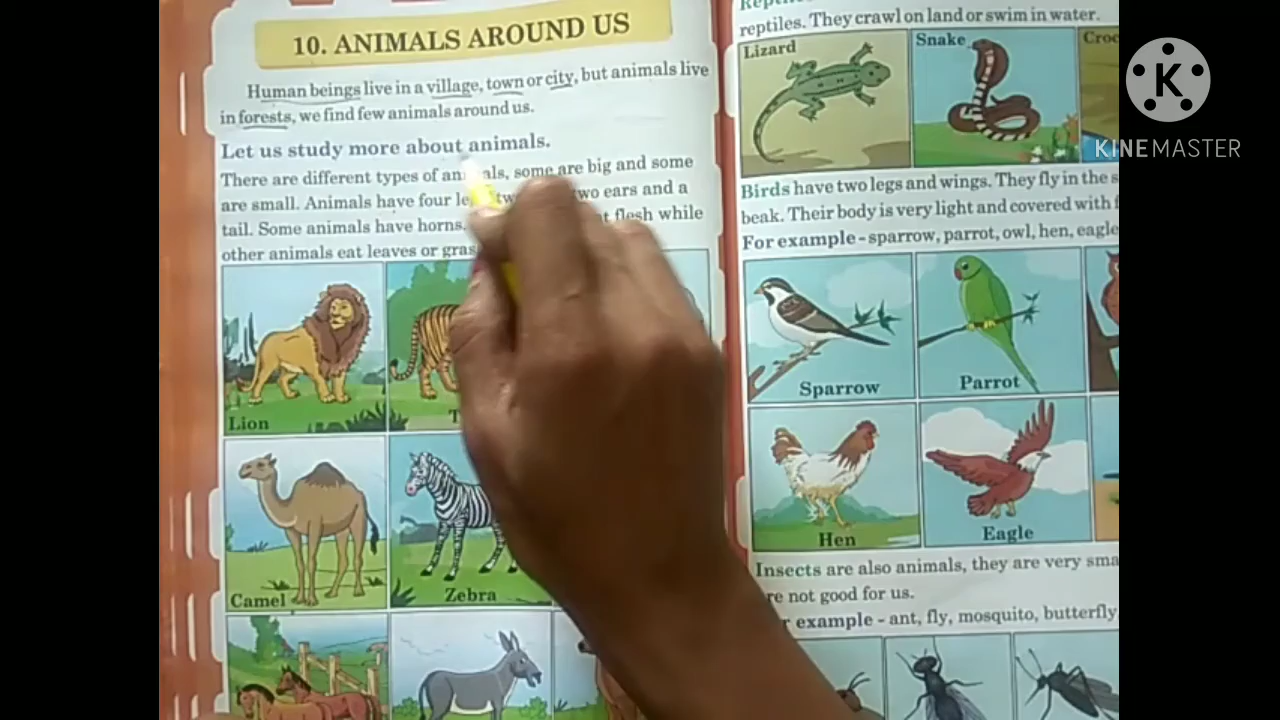 10. ANIMALS AROUND US
Human beings live in a village, town or city, but animals live
in forests, we find few animals around us.
Let us study more about animals.
There are different types of animals, some are big and some
are small. Animals have four two ears and a
tail. Some animals have horns. flesh while
other animals eat leaves or
Lion
Camel
Zebra
reptiles. They crawl on land or swim in water.
Lizard
Snake
Birds have two legs and wings. They fly in the
beak. Their body is very light and covered with
For example - sparrow, parrot, owl, hen, eagle
Sparrow
Parrot
Hen
Eagle
Insects are also animals, they are very
not good for us.
example - ant, fly, mosquito, butterfly
K
KINEMASTER